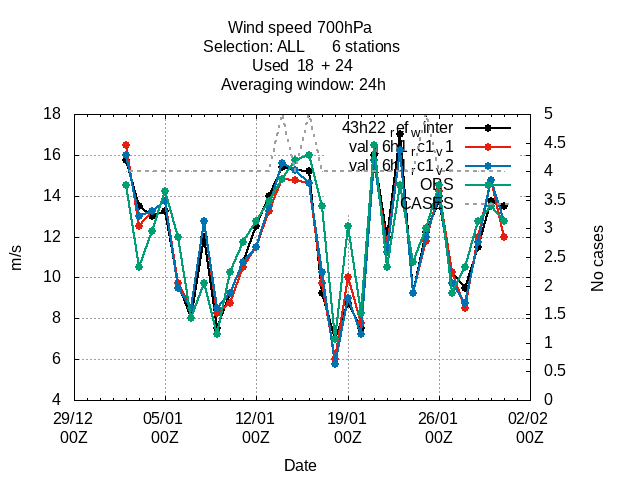 Wind speed 700hPa
Selection: ALL 6 stations
Used 18 + 24
Averaging window: 24h
18
16
14
12
10
8
6
4
m/s
5
4.5
4
3.5
3
2.5
2
1.5
1
0.5
0
No cases
43h22_ref_winter
OBS
CASES
29/12 05/01 12/01 19/01 26/01 02/02
00Z 00Z 00Z 00Z 00Z 00Z
Date